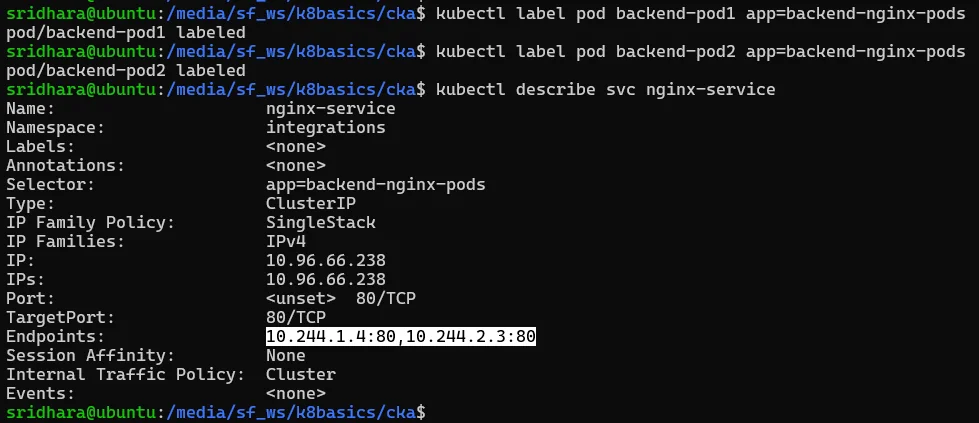 sridhara@ubuntu:/media/sf_ws/k8basics/cka$ kubectl label pod backend-pod1 app=backend-nginx-pods
pod/backend-pod1 labeled
sridhara@ubuntu:/media/sf_ws/k8basics/cka$ kubectl label pod backend-pod2 app=backend-nginx-pods
pod/backend-pod2 labeled
sridhara@ubuntu:/media/sf_ws/k8basics/cka$ kubectl describe svc nginx-service
Name:                     nginx-service
Namespace:                integrations
Labels:                   <none>
Annotations:              <none>
Selector:                 app=backend-nginx-pods
Type:                     ClusterIP
IP Family Policy:         SingleStack
IP Families:              IPv4
IP:                       10.96.66.238
IPs:                      10.96.66.238
Port:                     <unset>  80/TCP
TargetPort:               80/TCP
Endpoints:                10.244.1.4:80,10.244.2.3:80
Session Affinity:         None
Internal Traffic Policy:  Cluster
Events:                   <none>
sridhara@ubuntu:/media/sf_ws/k8basics/cka$